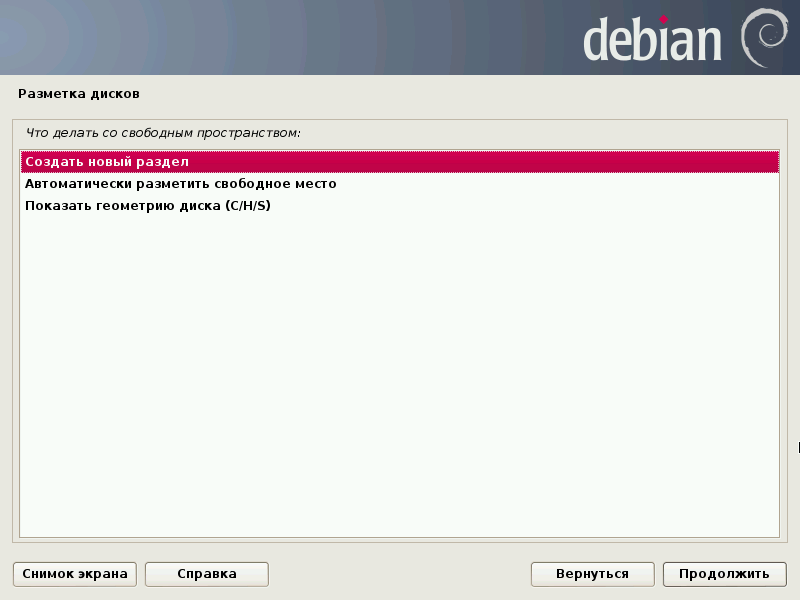 debian
Разметка дисков
Что делать со свободным пространством:
Создать новый раздел
Автоматически разметить свободное место
Показать геометрию диска (C/H/S)
Снимок экрана Справка Вернуться Продолжить